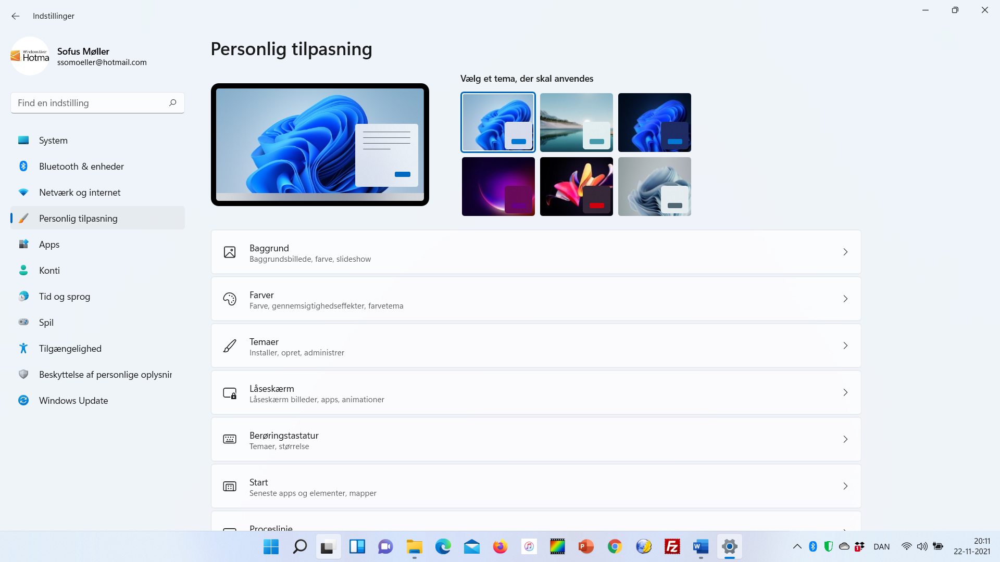 Indstillinger
Windows Live
Hotma
Sofus Møller
ssomoeller@hotmail.com
Find en indstilling
System
Bluetooth & enheder
Netværk og internet
Personlig tilpasning
Apps
Konti
Tid og sprog
Spil
Tilgængelighed
Beskyttelse af personlige oplysnin
Windows Update
Personlig tilpasning
Vælg et tema, der skal anvendes
Baggrund
Baggrundsbillede, farve, slideshow
Farver
Farve, gennemsigtighedseffekter, farvetema
Temaer
Installer, opret, administrer
Låseskærm
Låseskærm billeder, apps, animationer
Berøringstastatur
Temaer, størrelse
Start
Seneste apps og elementer, mapper
Proceslinje
P
Fz
W
1
DAN
20:11
22-11-2021